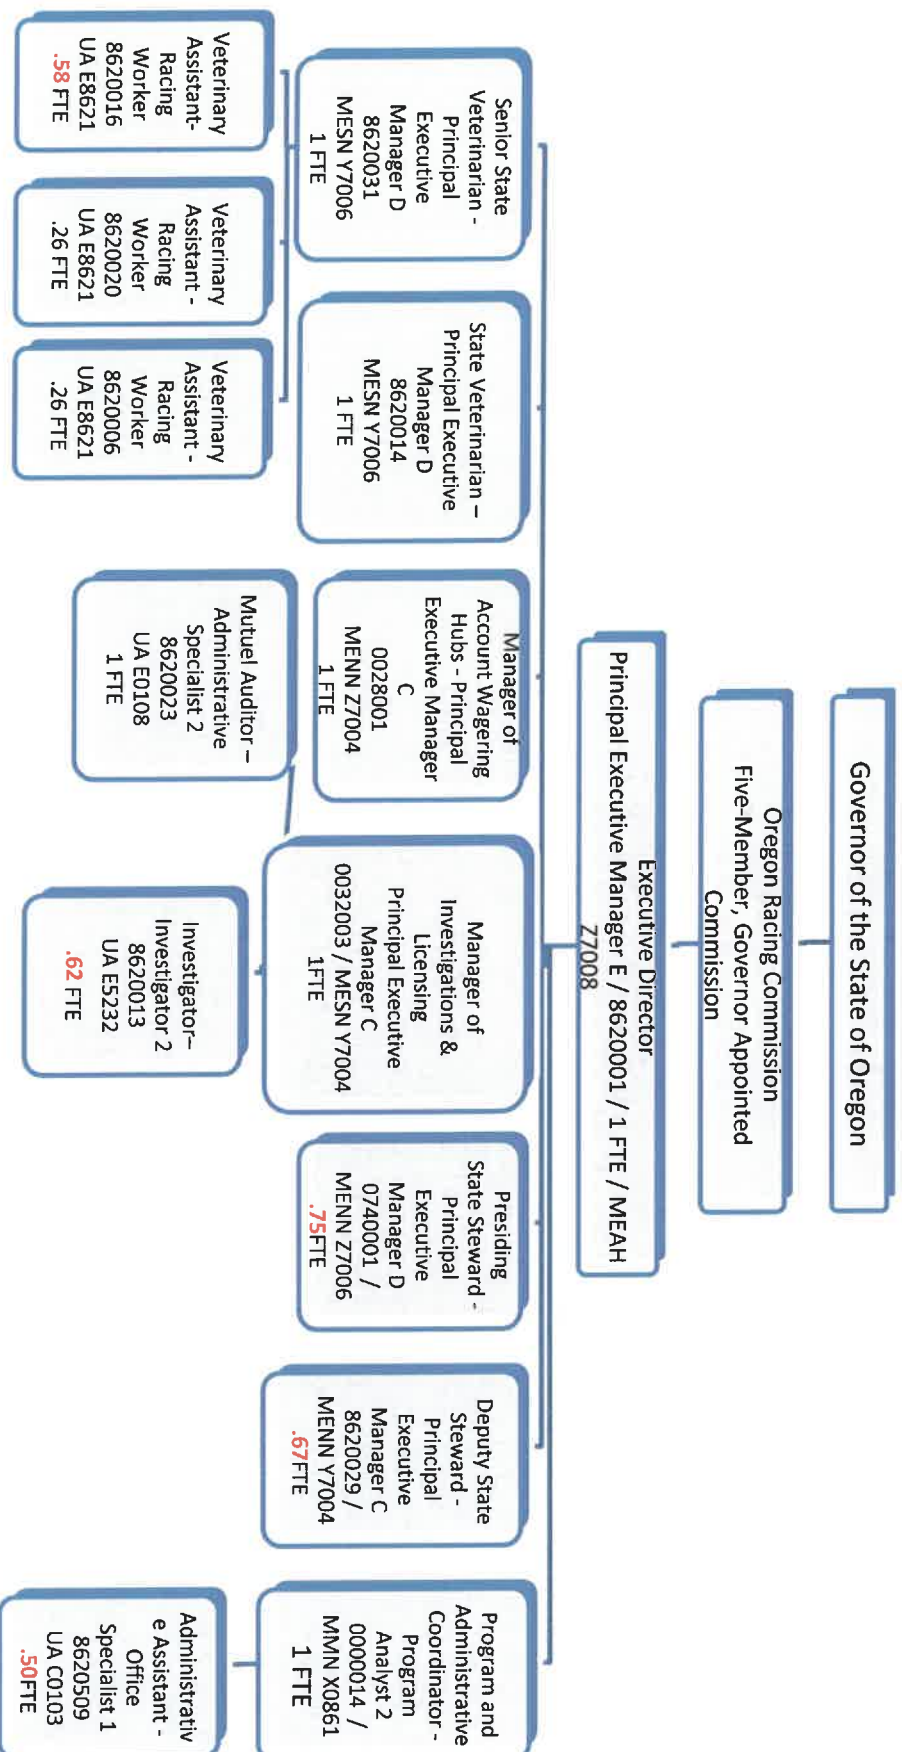 Governor of the State of Oregon
Oregon Racing Commission
Five-Member, Governor Appointed
Commission
Executive Director
Principal Executive Manager E / 8620001 / 1 FTE / MEAH
Z7008
Senior State
Veterinarian -
Principal
Executive
Manager D
8620031
MESN Y7006
1 FTE
State Veterinarian –
Principal Executive
Manager D
8620014
MESN Y7006
1 FTE
Manager of
Account Wagering
Hubs - Principal
Executive Manager
C
0028001
MENN Z7004
1 FTE
Manager of
Investigations &
Licensing
Principal Executive
Manager C
0032003 / MESN Y7004
1FTE
Presiding
State Steward -
Principal
Executive
Manager D
0740001 /
MENN Z7006
.75FTE
Deputy State
Steward -
Principal
Executive
Manager C
8620029 /
MENN Y7004
.67FTE
Program and
Administrative
Coordinator -
Program
Analyst 2
0000014 /
MMN X0861
1 FTE
Veterinary
Assistant-
Racing
Worker
8620016
UA E8621
.58 FTE
Veterinary
Assistant -
Racing
Worker
8620020
UA E8621
.26 FTE
Veterinary
Assistant -
Racing
Worker
8620006
UA E8621
.26 FTE
Mutuel Auditor –
Administrative
Specialist 2
8620023
UA E0108
1 FTE
Investigator–
Investigator 2
8620013
UA E5232
.62 FTE
Administrativ
e Assistant -
Office
Specialist 1
8620509
UA C0103
.50FTE